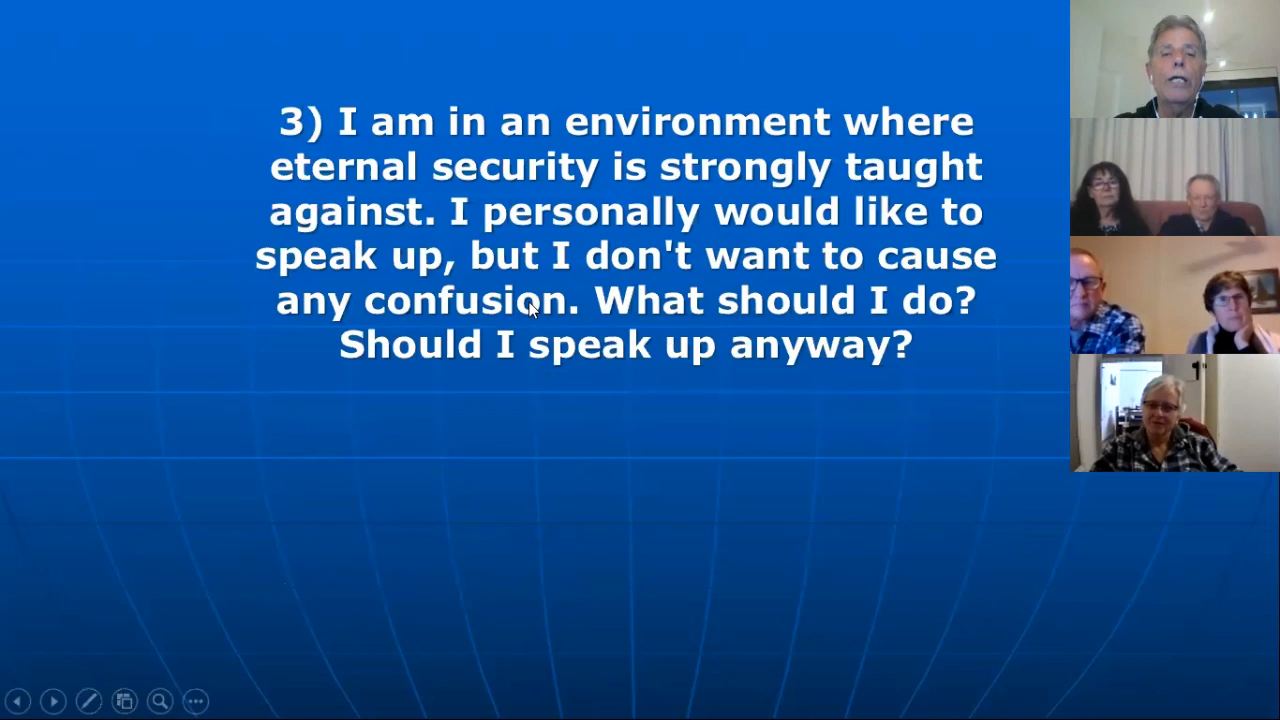 3) I am in an environment where
eternal security is strongly taught
against. I personally would like to
speak up, but I don't want to cause
any confusion. What should I do?
Should I speak up anyway?